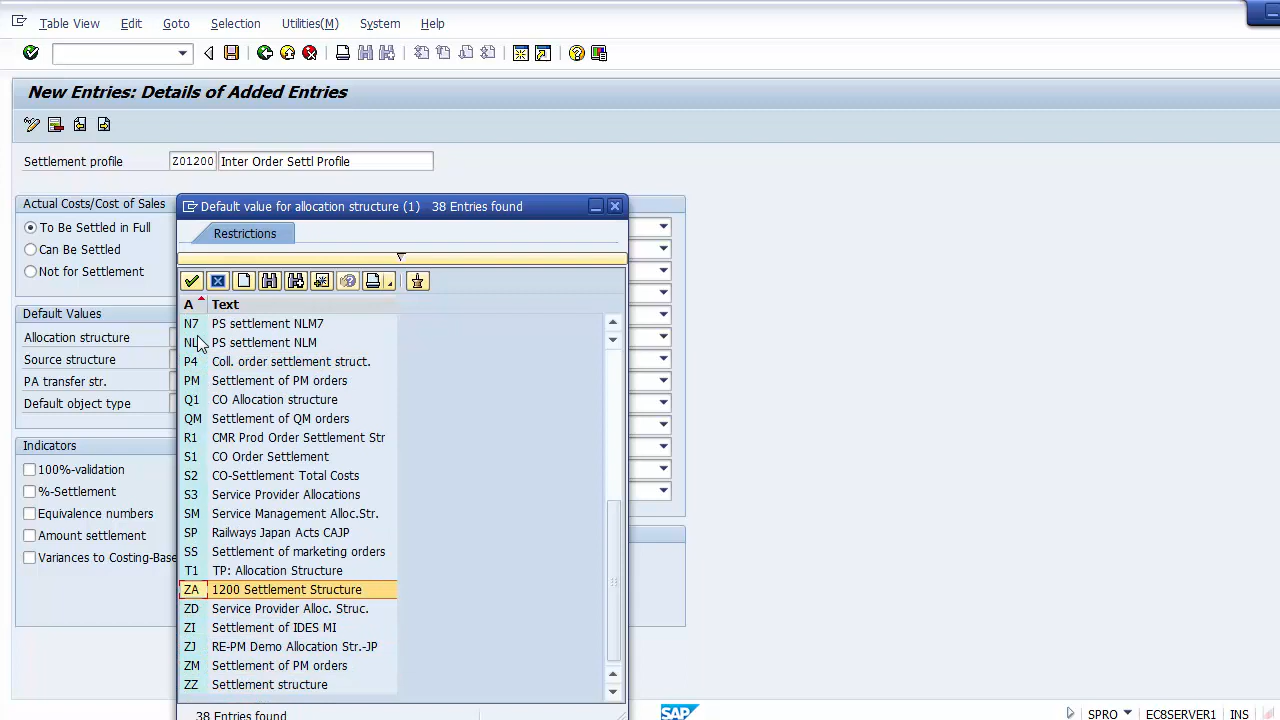 Table View Edit Goto Selection Utilities(M) System Help
New Entries: Details of Added Entries
Settlement profile Z01200 Inter Order Settl Profile
Actual Costs/Cost of Sales
To Be Settled in Full
Can Be Settled
Not for Settlement
Default Values
Allocation structure
Source structure
PA transfer str.
Default object type
Indicators
100%-validation
%-Settlement
Equivalence numbers
Amount settlement
Variances to Costing-Base
Default value for allocation structure (1) 38 Entries found
Restrictions
A Text
N7 PS settlement NLM7
NL PS settlement NLM
P4 Coll. order settlement struct.
PM Settlement of PM orders
Q1 CO Allocation structure
QM Settlement of QM orders
R1 CMR Prod Order Settlement Str
S1 CO Order Settlement
S2 CO-Settlement Total Costs
S3 Service Provider Allocations
SM Service Management Alloc.Str.
SP Railways Japan Acts CAJP
SS Settlement of marketing orders
T1 TP: Allocation Structure
ZA 1200 Settlement Structure
ZD Service Provider Alloc. Struc.
ZI Settlement of IDES MI
ZJ RE-PM Demo Allocation Str.-JP
ZM Settlement of PM orders
ZZ Settlement structure
38 Entries found
SAP SPRO EC8SERVER1 INS